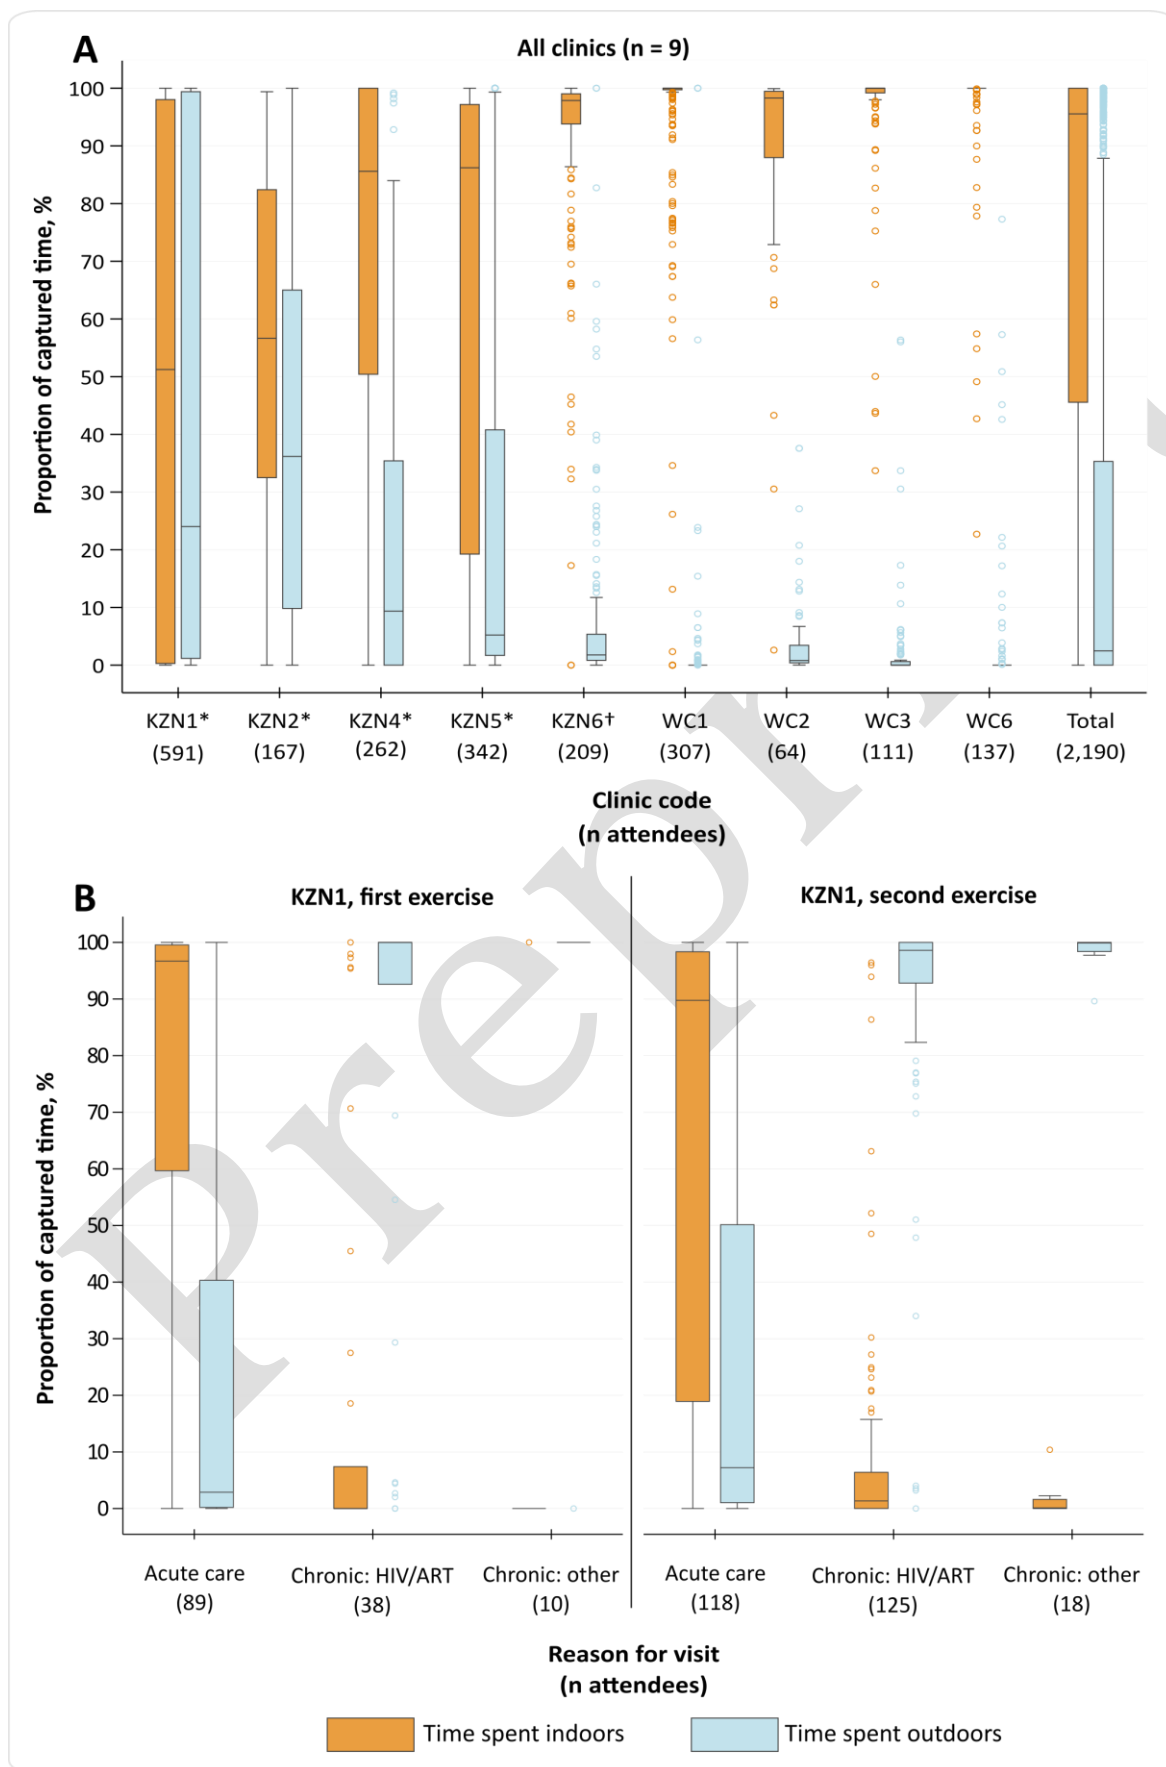 A
All clinics (n = 9)
Proportion of captured time, %
100
90
80
70
60
50
40
30
20
10
0
KZN1* KZN2* KZN4* KZN5* KZN6† WC1 WC2 WC3 WC6 Total
(591) (167) (262) (342) (209) (307) (64) (111) (137) (2,190)
Clinic code
(n attendees)
B
KZN1, first exercise KZN1, second exercise
Proportion of captured time, %
100
90
80
70
60
50
40
30
20
10
0
Acute care Chronic: HIV/ART Chronic: other Acute care Chronic: HIV/ART Chronic: other
(89) (38) (10) (118) (125) (18)
Reason for visit
(n attendees)
Time spent indoors Time spent outdoors
Prepr